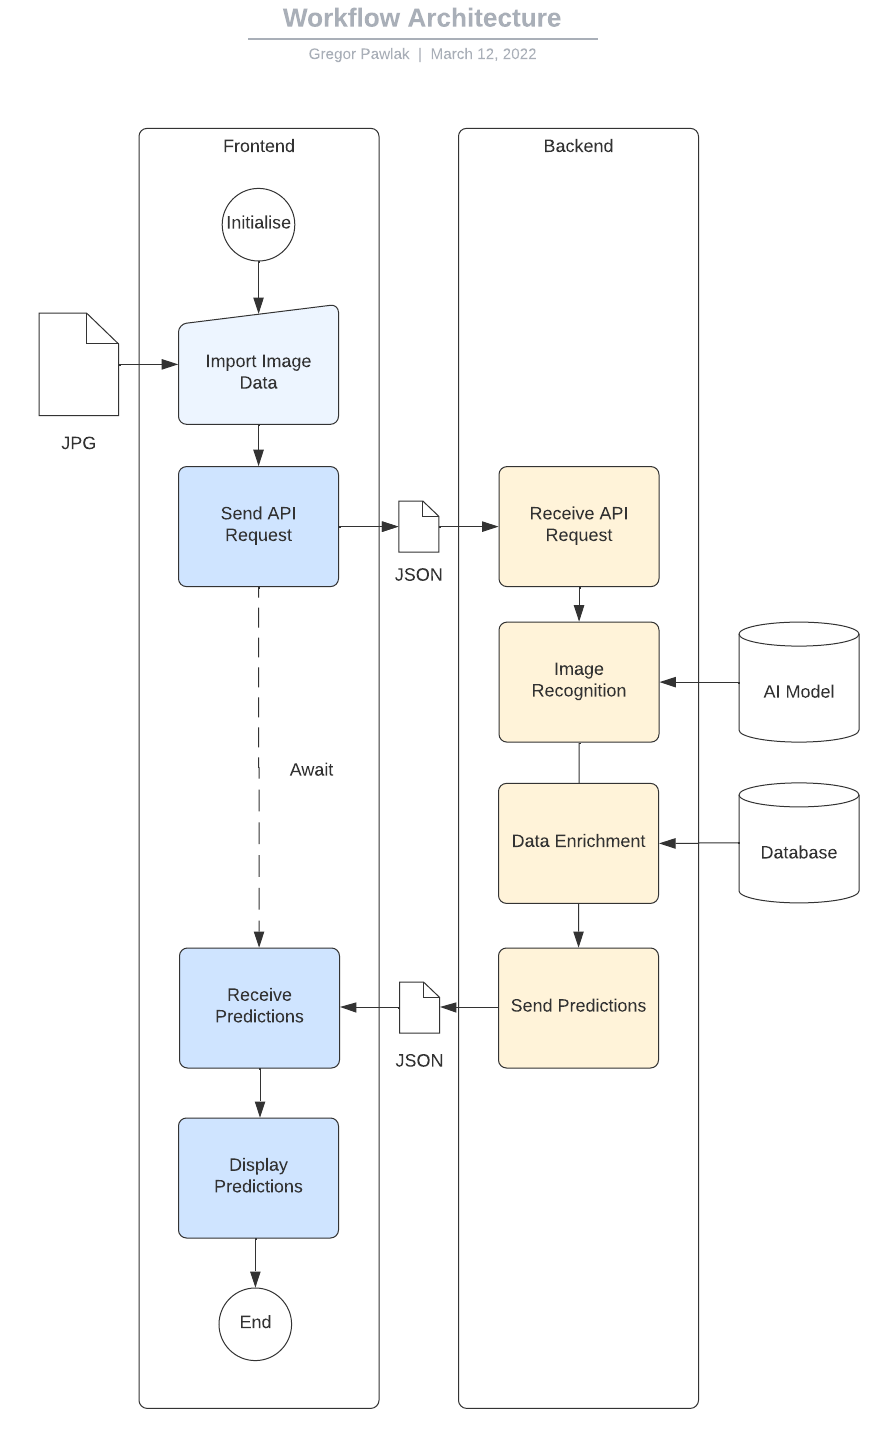 Workflow Architecture
Gregor Pawlak | March 12, 2022
Frontend
Backend
Initialise
Import Image
Data
JPG
Send API
Request
JSON
Receive API
Request
Image
Recognition
AI Model
Await
Data Enrichment
Database
Receive
Predictions
JSON
Send Predictions
Display
Predictions
End